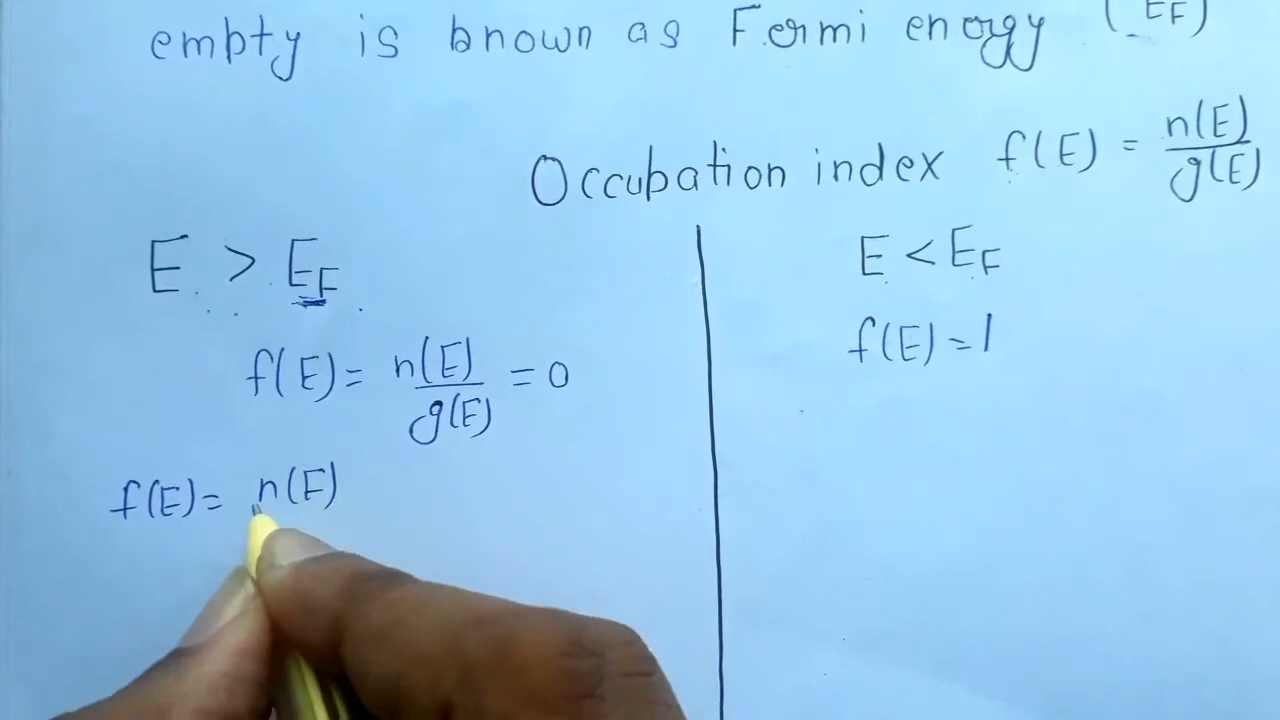 empty is known as Fermi energy (EF)
Occubation index f(E) = n(E)/g(E)
E > EF
f(E) = n(E)/g(E) = 0
f(E) = n(E)
E < EF
f(E) = 1